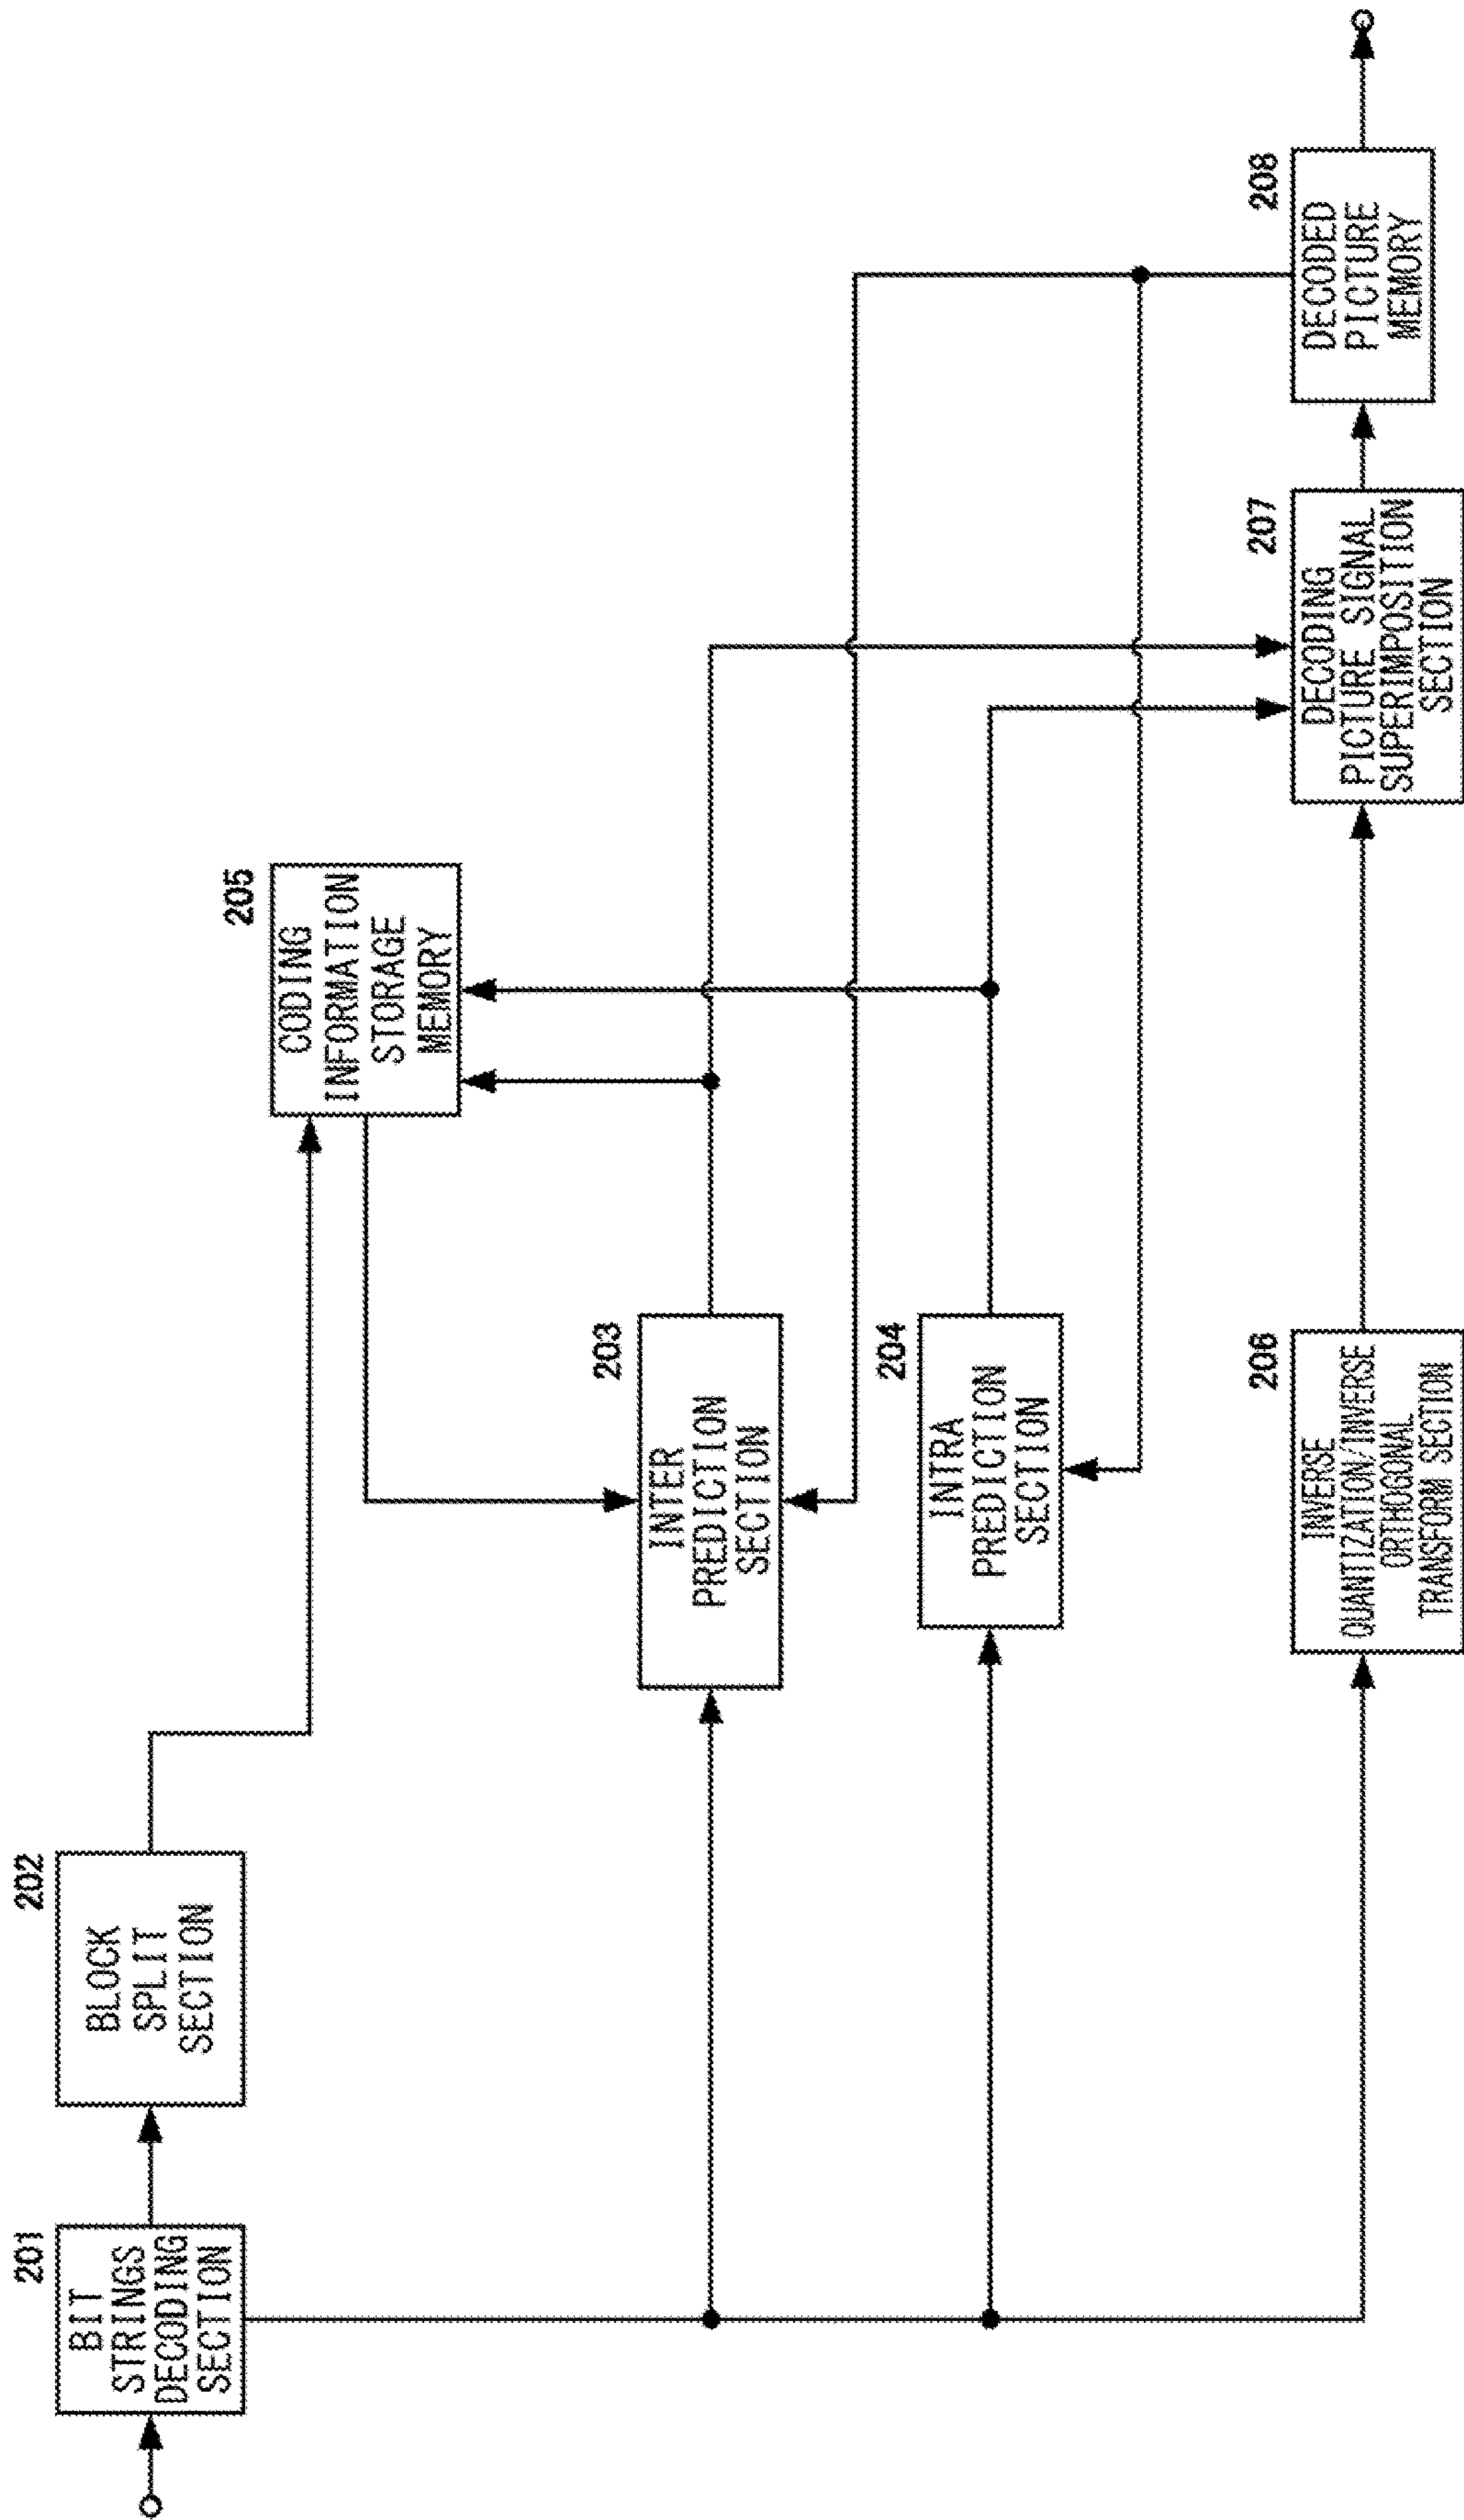 201
BIT
STRINGS
DECODING
SECTION
202
BLOCK
SPLIT
SECTION
205
CODING
INFORMATION
STORAGE
MEMORY
203
INTER
PREDICTION
SECTION
204
INTRA
PREDICTION
SECTION
206
INVERSE
QUANTIZATION/INVERSE
ORTHOGONAL
TRANSFORM SECTION
207
DECODING
PICTURE SIGNAL
SUPERIMPOSITION
SECTION
208
DECODED
PICTURE
MEMORY